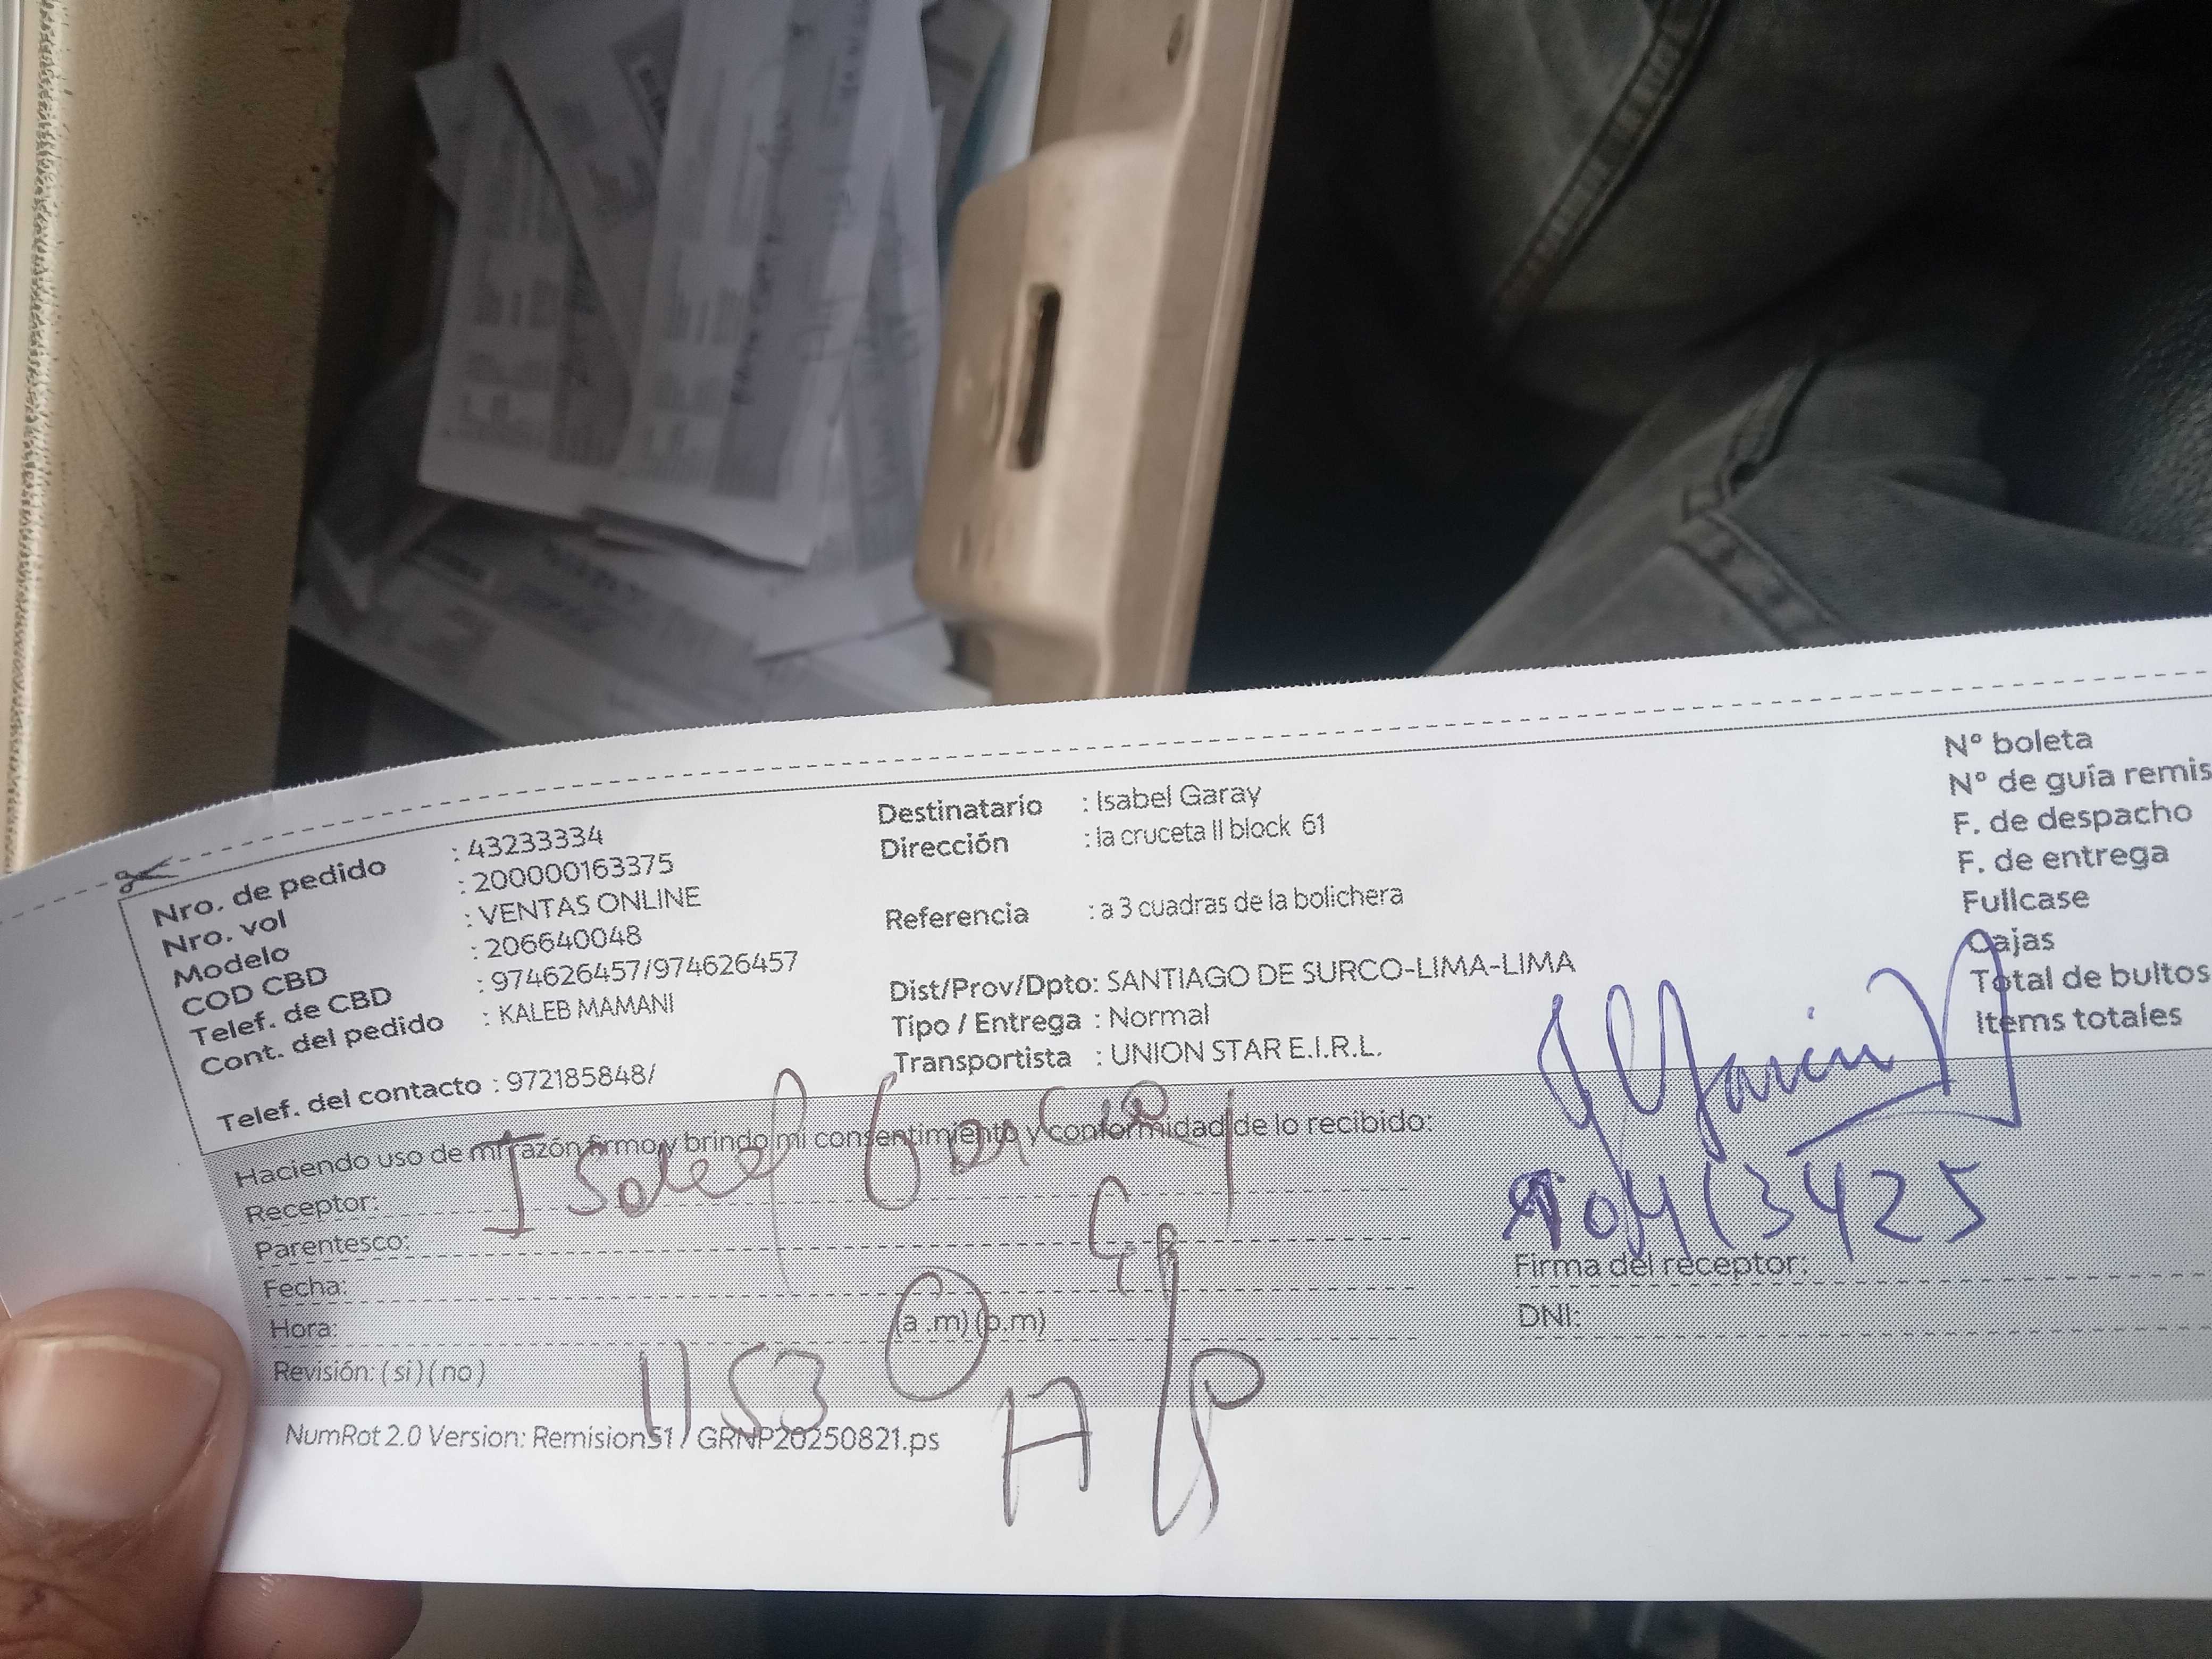 Nro. de pedido : 43233334
Nro. vol : 200000163375
Modelo : VENTAS ONLINE
COD CBD : 206640048
Telef. de CBD : 974626457/974626457
Cont. del pedido : KALEB MAMANI
Telef. del contacto : 972185848/
Destinatario : Isabel Garay
Dirección : la cruceta II block 61
Referencia : a 3 cuadras de la bolichera
Dist/Prov/Dpto: SANTIAGO DE SURCO-LIMA-LIMA
Tipo / Entrega : Normal
Transportista : UNION STAR E.I.R.L.
N° boleta
N° de guía remis
F. de despacho
F. de entrega
Fullcase
Cajas
Total de bultos
Items totales
Haciendo uso de mi razón firmo y brindo mi consentimiento y conformidad de lo recibido:
Receptor: Isabel
Parentesco:
Fecha:
Hora: (a .m) (p.m)
Revisión: ( si ) ( no ) 1153
Firma del receptor:
DNI:
NumRot 2.0 Version: Remision51 / GRNP20250821.ps